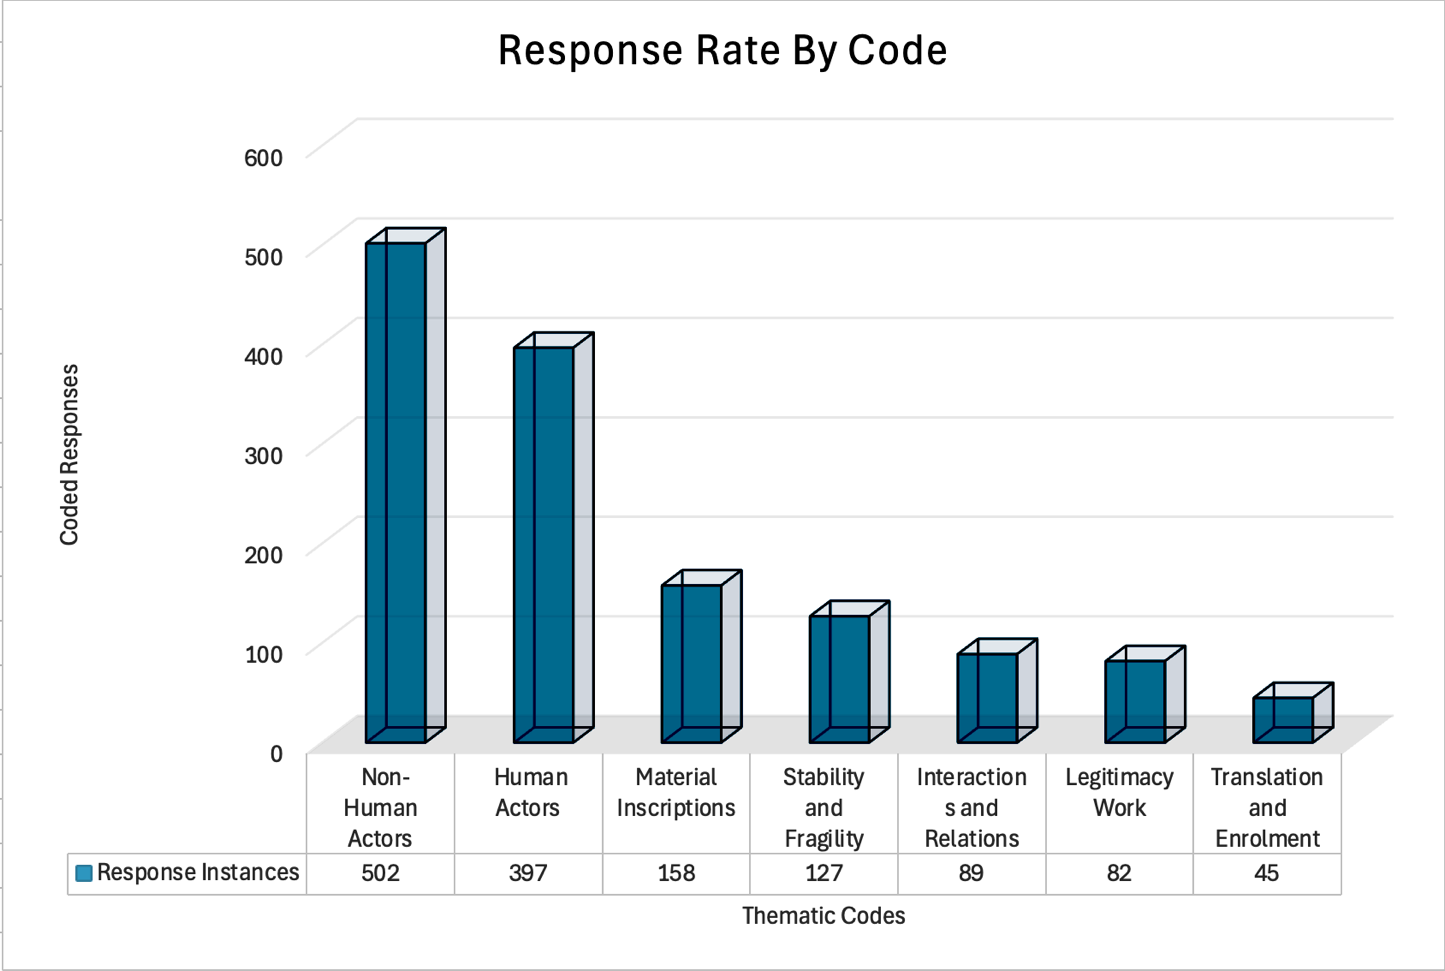 Response Rate By Code
600
500
400
300
200
100
0
Coded Responses
Non-
Human
Actors
Human
Actors
Material
Inscriptions
Stability
and
Fragility
Interaction
s and
Relations
Legitimacy
Work
Translation
and
Enrolment
Response Instances 502 397 158 127 89 82 45
Thematic Codes